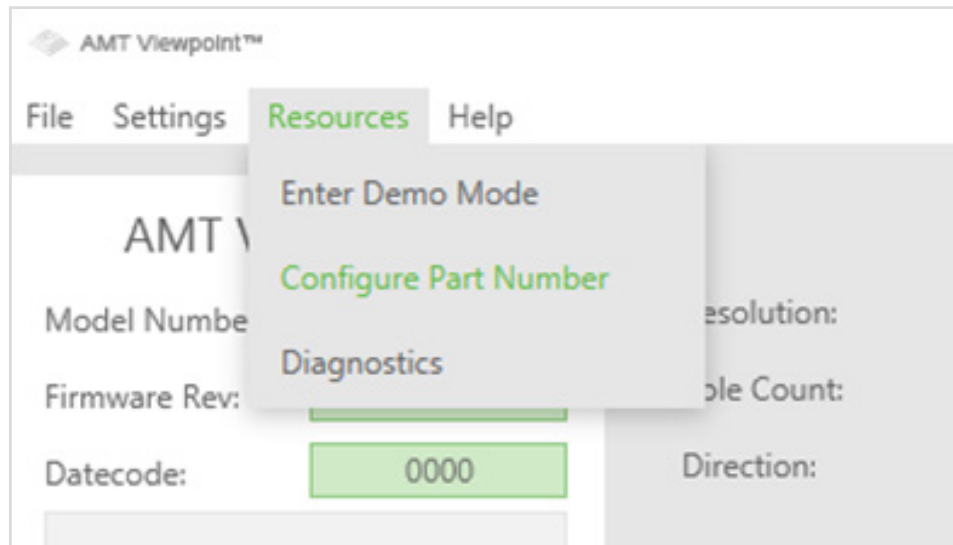 AMT Viewpoint™
File Settings Resources Help
Enter Demo Mode
AMT
Configure Part Number
Model Numbe
esolution:
Diagnostics
Firmware Rev:
ole Count:
Datecode:
0000
Direction: